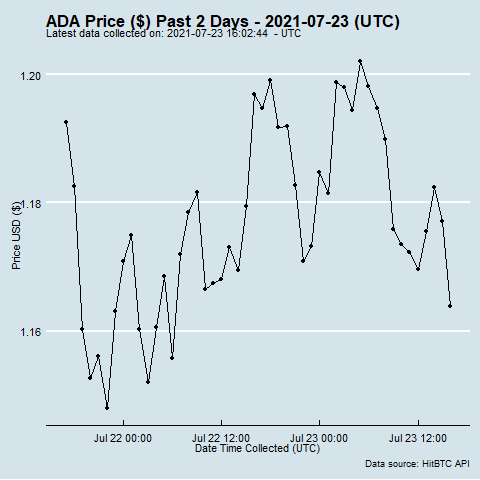 ADA Price ($) Past 2 Days - 2021-07-23 (UTC)
Latest data collected on: 2021-07-23 16:02:44 - UTC
1.20
1.18
1.16
Price USD ($)
Jul 22 00:00 Jul 22 12:00 Jul 23 00:00 Jul 23 12:00
Date Time Collected (UTC)
Data source: HitBTC API